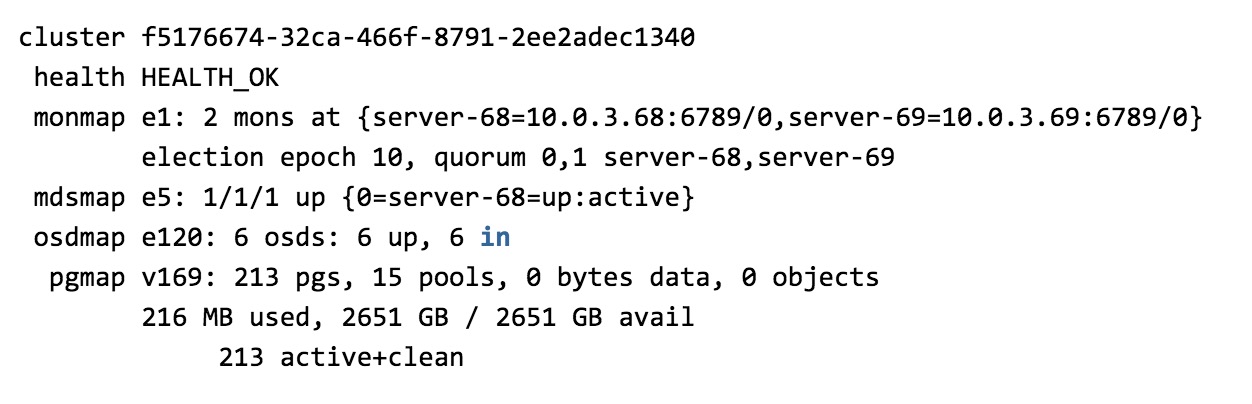 cluster f5176674-32ca-466f-8791-2ee2adec1340
health HEALTH_OK
monmap e1: 2 mons at {server-68=10.0.3.68:6789/0,server-69=10.0.3.69:6789/0}
election epoch 10, quorum 0,1 server-68,server-69
mdsmap e5: 1/1/1 up {0=server-68=up:active}
osdmap e120: 6 osds: 6 up, 6 in
pgmap v169: 213 pgs, 15 pools, 0 bytes data, 0 objects
216 MB used, 2651 GB / 2651 GB avail
213 active+clean